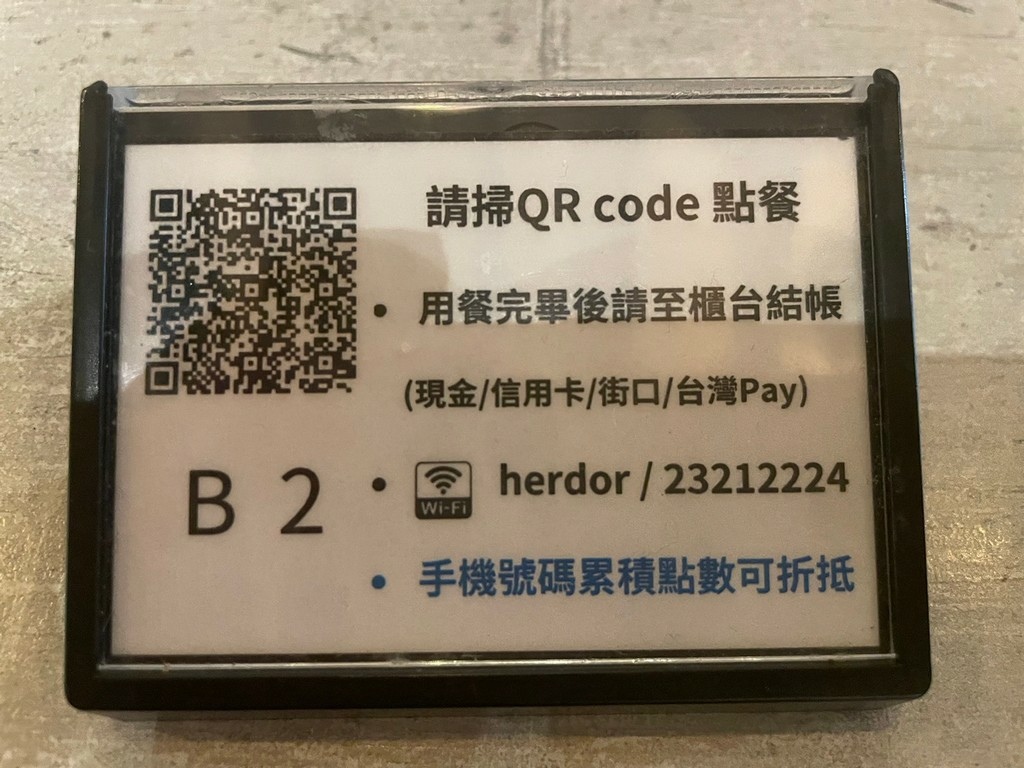 請掃QR code 點餐
• 用餐完畢後請至櫃台結帳
(現金/信用卡/街口/台灣Pay)
B 2
• Wi-Fi herdor / 23212224
• 手機號碼累積點數可折抵